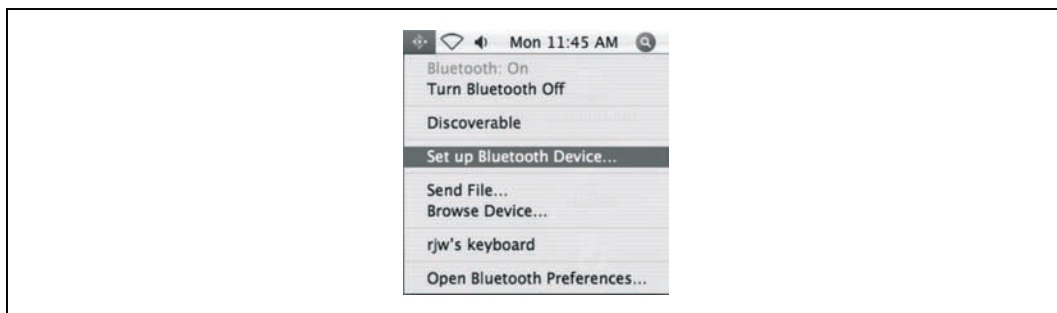 Mon 11:45 AM
Bluetooth: On
Turn Bluetooth Off
Discoverable
Set up Bluetooth Device...
Send File...
Browse Device...
rjw's keyboard
Open Bluetooth Preferences...